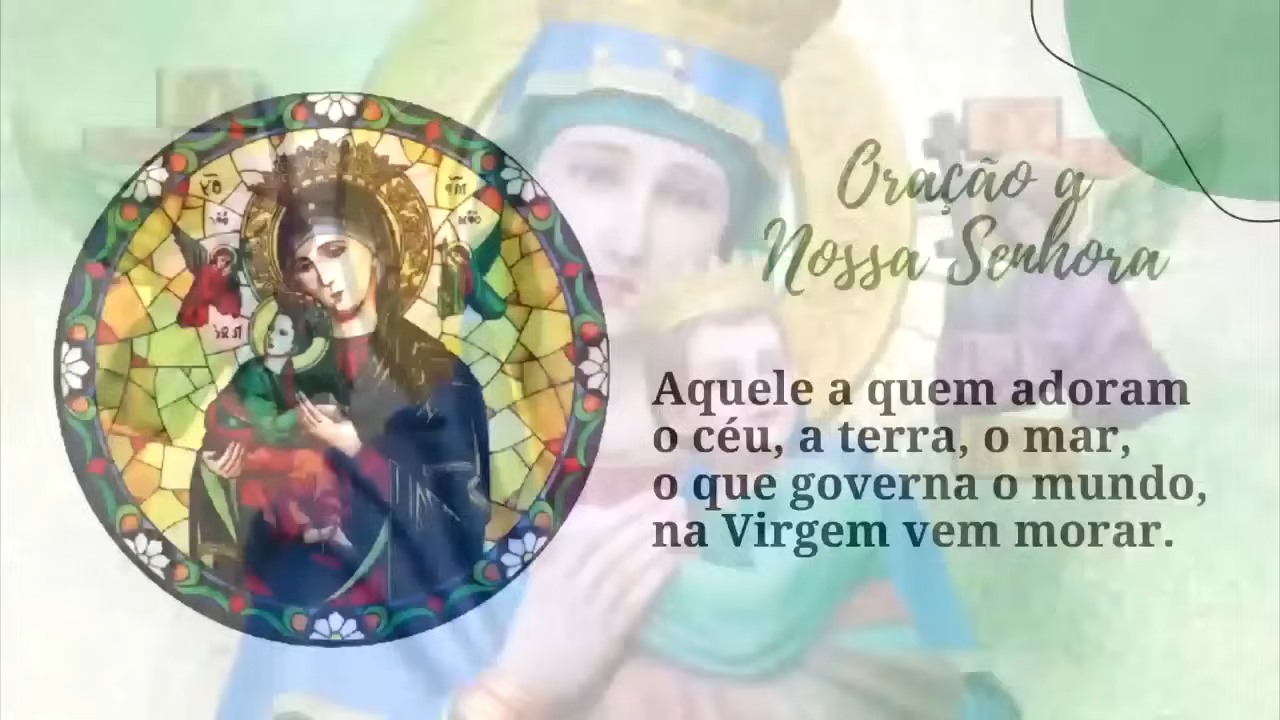 Oração a
Nossa Senhora
Aquele a quem adoram
o céu, a terra, o mar,
o que governa o mundo,
na Virgem vem morar.